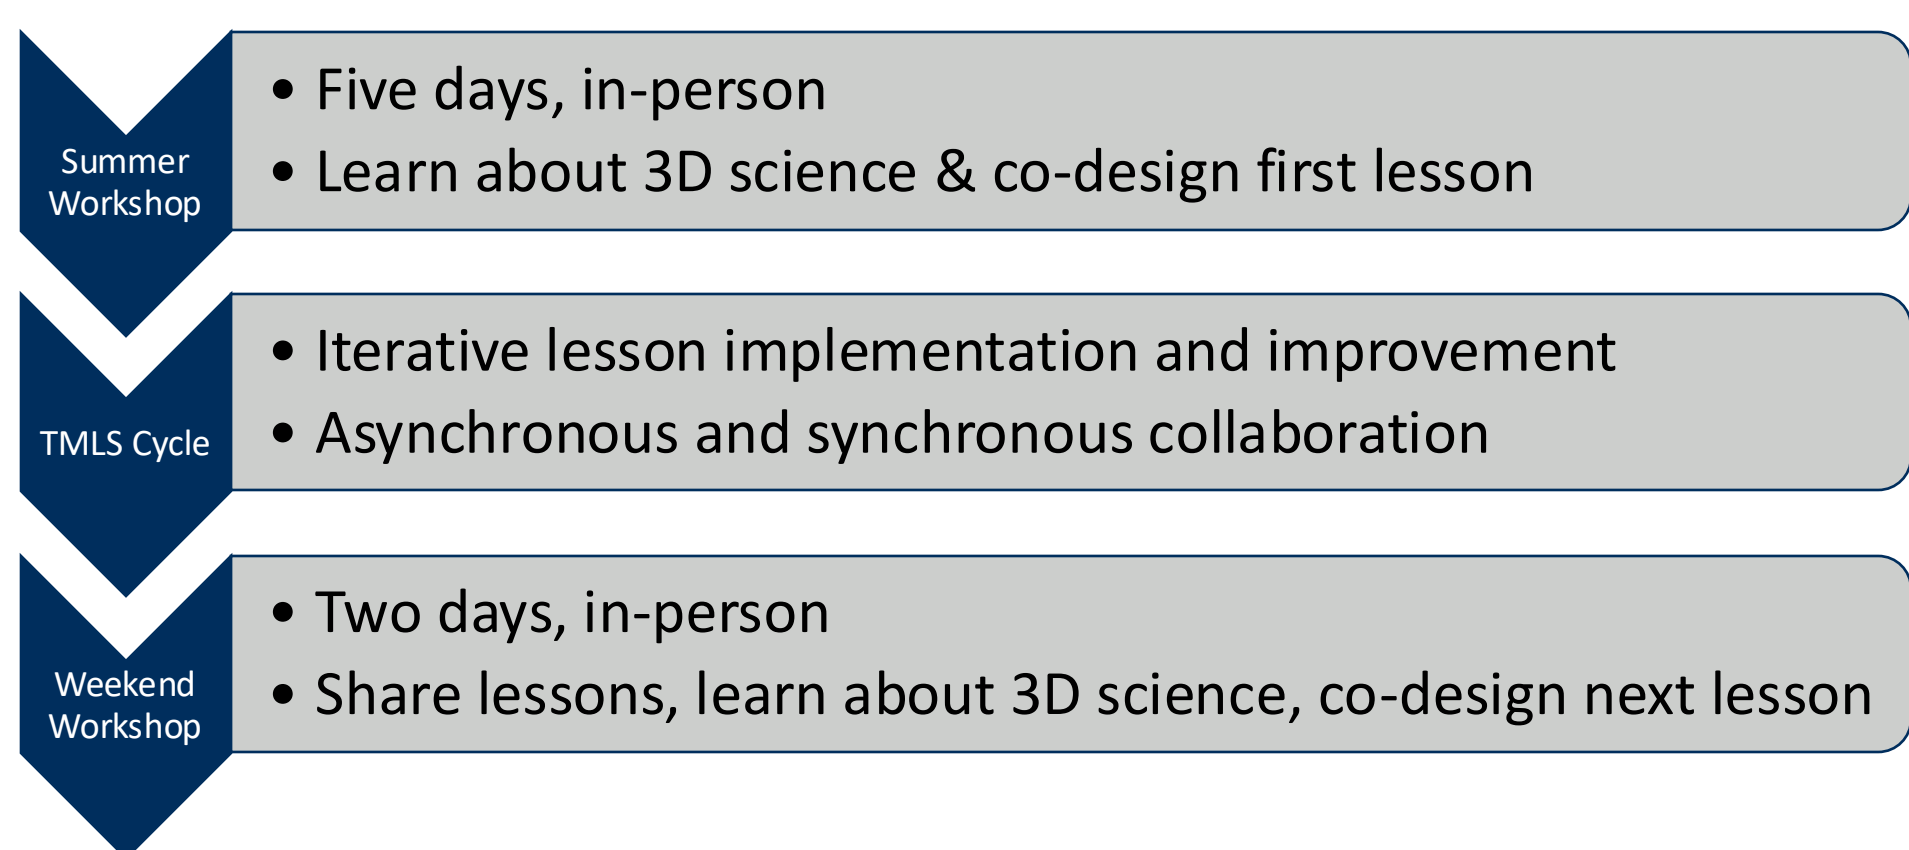 Summer
Workshop
• Five days, in-person
• Learn about 3D science & co-design first lesson
TMLS Cycle
• Iterative lesson implementation and improvement
• Asynchronous and synchronous collaboration
Weekend
Workshop
• Two days, in-person
• Share lessons, learn about 3D science, co-design next lesson